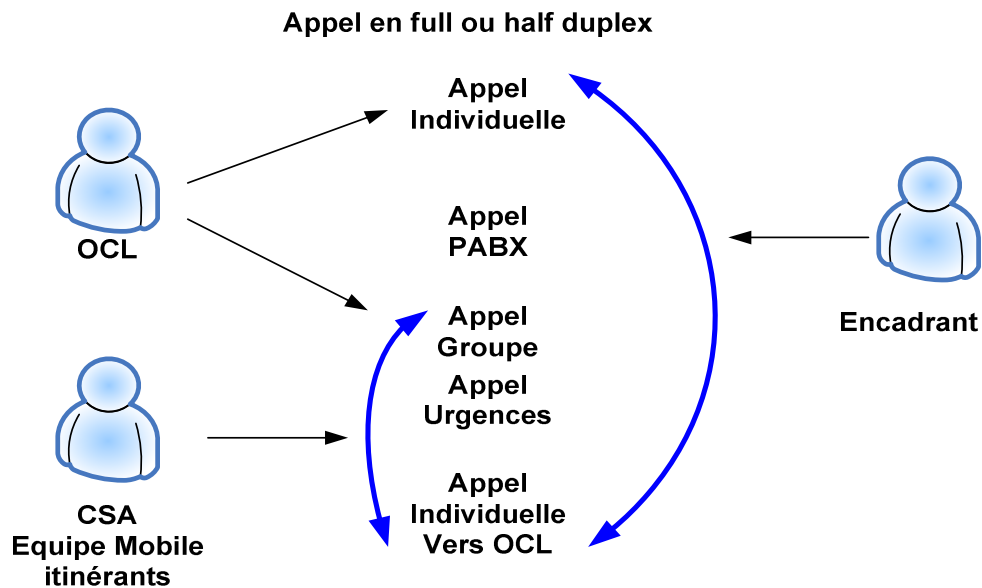 Appel en full ou half duplex
Appel
Individuelle
OCL
Appel
PABX
Encadrant
Appel
Groupe
Appel
Urgences
CSA
Equipe Mobile
itinérants
Appel
Individuelle
Vers OCL